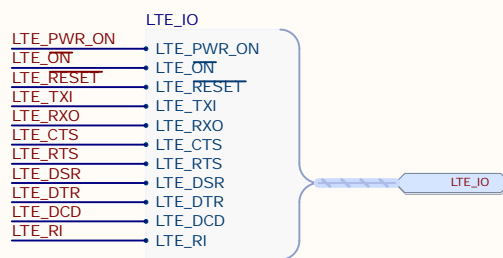 LTE_IO
LTE_PWR_ON LTE_PWR_ON
LTE_ON LTE_ON
LTE_RESET LTE_RESET
LTE_TXI LTE_TXI
LTE_RXO LTE_RXO
LTE_CTS LTE_CTS
LTE_RTS LTE_RTS
LTE_DSR LTE_DSR LTE_IO
LTE_DTR LTE_DTR
LTE_DCD LTE_DCD
LTE_RI LTE_RI